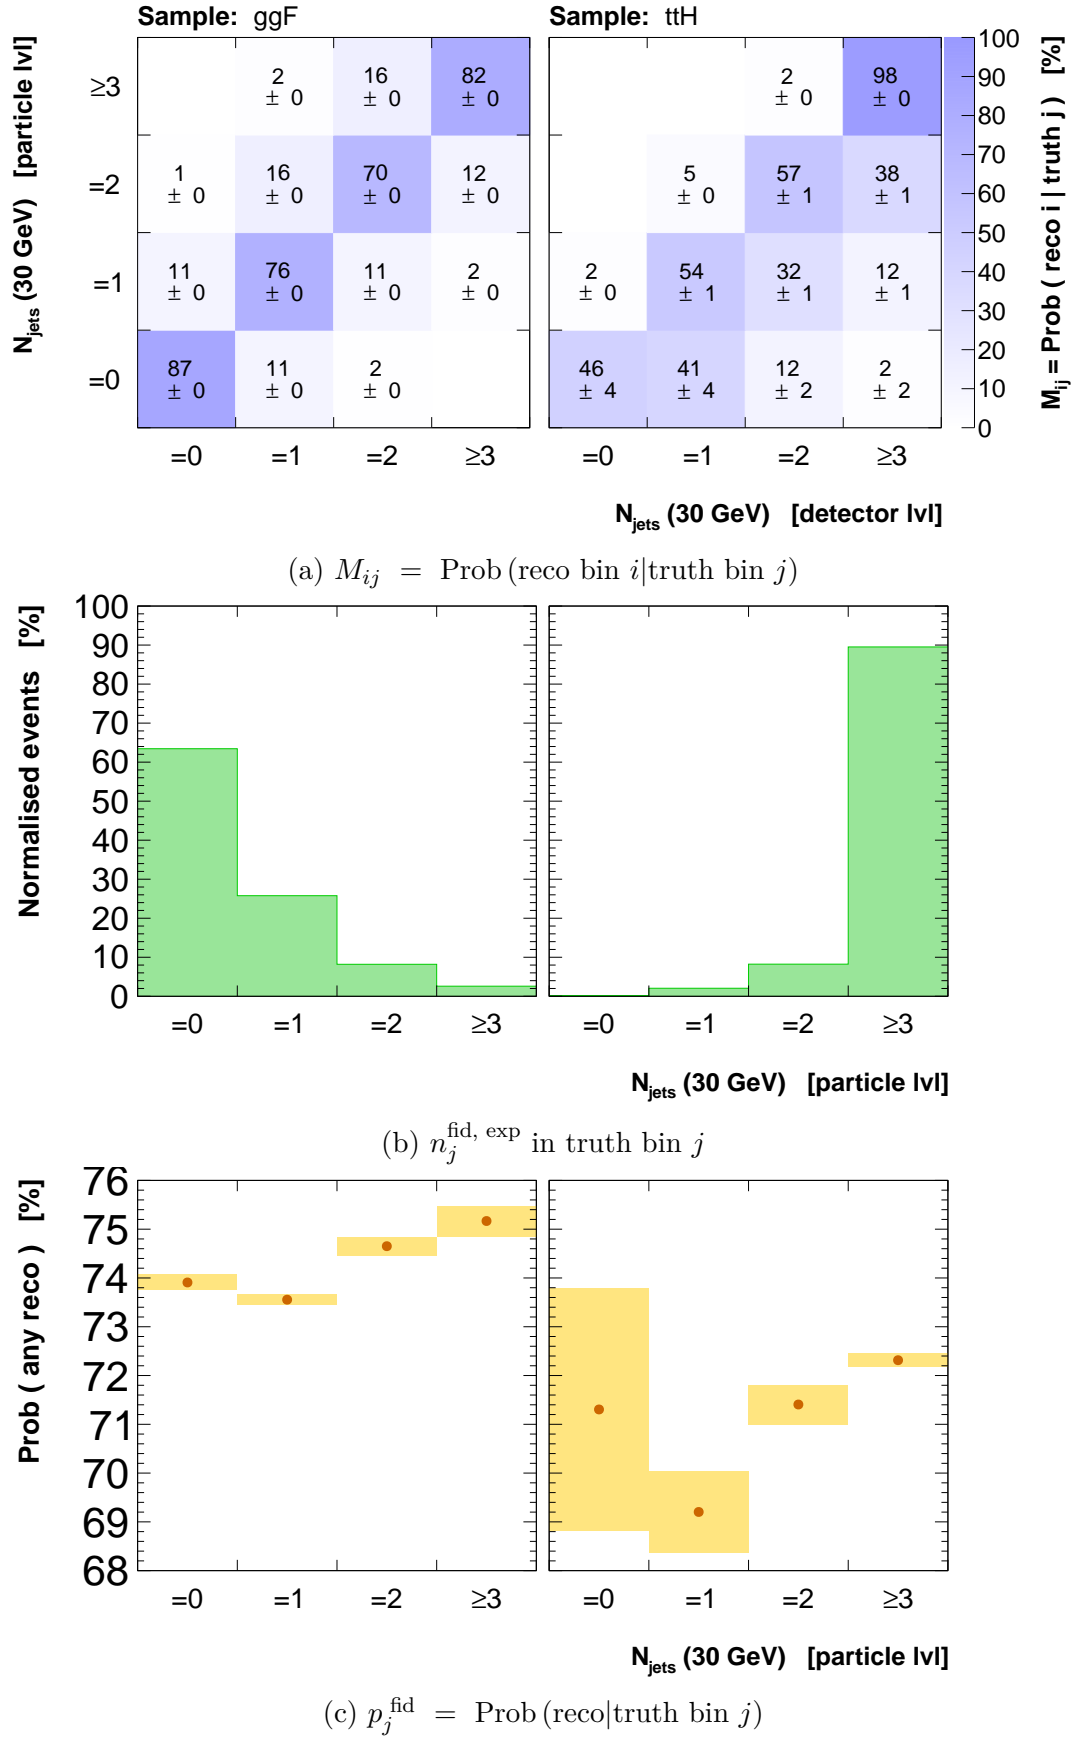 Sample: ggF
Sample: ttH
N_jets (30 GeV) [particle lvl]
≥3
2 ± 0
16 ± 0
82 ± 0
2 ± 0
98 ± 0
=2
1 ± 0
16 ± 0
70 ± 0
12 ± 0
5 ± 0
57 ± 1
38 ± 1
=1
11 ± 0
76 ± 0
11 ± 0
2 ± 0
2 ± 0
54 ± 1
32 ± 1
12 ± 1
=0
87 ± 0
11 ± 0
2 ± 0
46 ± 4
41 ± 4
12 ± 2
2 ± 2
=0 =1 =2 ≥3
=0 =1 =2 ≥3
100
90
80
70
60
50
40
30
20
10
0
M_ij = Prob ( reco i | truth j ) [%]
N_jets (30 GeV) [detector lvl]
(a) M_ij = Prob (reco bin i|truth bin j)
Normalised events [%]
100
90
80
70
60
50
40
30
20
10
0
=0 =1 =2 ≥3
=0 =1 =2 ≥3
N_jets (30 GeV) [particle lvl]
(b) n_j^fid, exp in truth bin j
Prob ( any reco ) [%]
76
75
74
73
72
71
70
69
68
=0 =1 =2 ≥3
=0 =1 =2 ≥3
N_jets (30 GeV) [particle lvl]
(c) p_j^fid = Prob (reco|truth bin j)